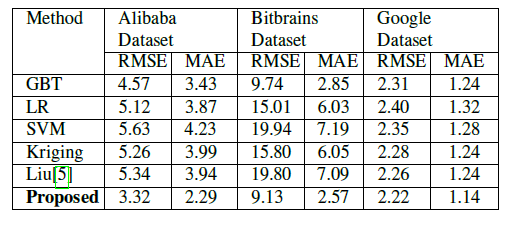 Method Alibaba Bitbrains Google
Dataset Dataset Dataset
RMSE MAE RMSE MAE RMSE MAE
GBT 4.57 3.43 9.74 2.85 2.31 1.24
LR 5.12 3.87 15.01 6.03 2.40 1.32
SVM 5.63 4.23 19.94 7.19 2.35 1.28
Kriging 5.26 3.99 15.80 6.05 2.28 1.24
Liu[5] 5.34 3.94 19.80 7.09 2.26 1.24
Proposed 3.32 2.29 9.13 2.57 2.22 1.14